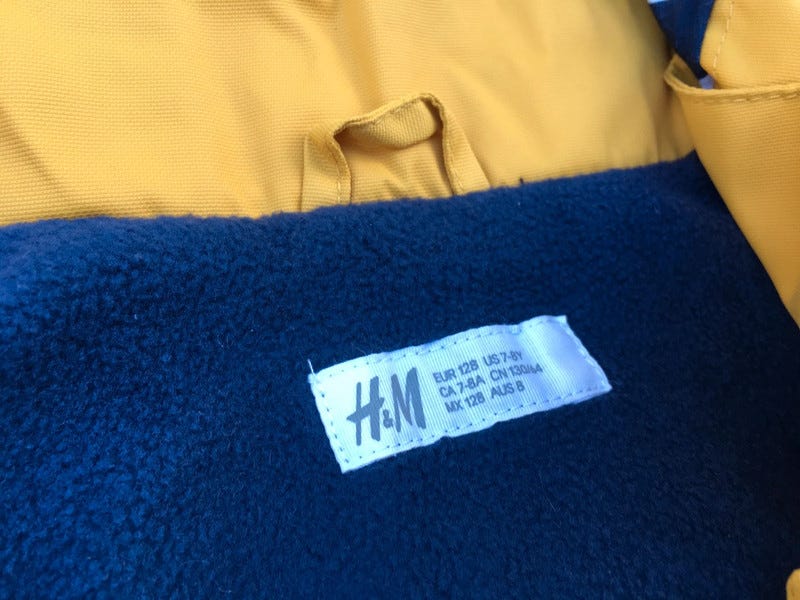 H&M
EUR 128 US 7-8Y
CA 7-8A CN 130/64
MX 128 AUS 8